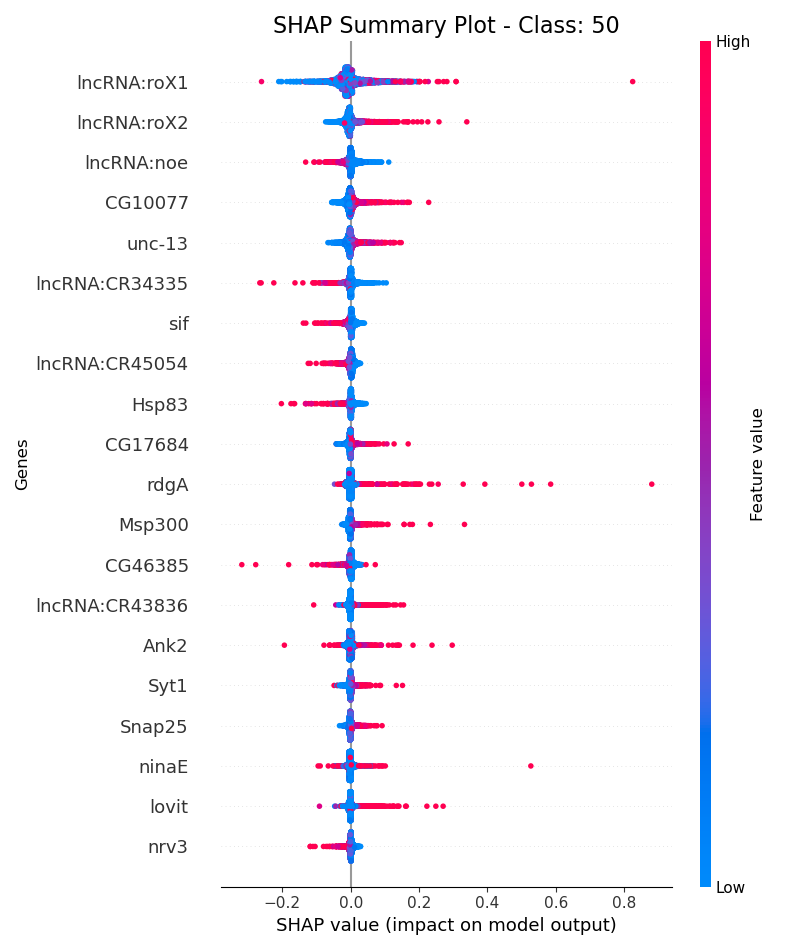 SHAP Summary Plot - Class: 50
High
lncRNA:roX1
lncRNA:roX2
lncRNA:noe
CG10077
unc-13
lncRNA:CR34335
sif
lncRNA:CR45054
Hsp83
CG17684
rdgA
Msp300
CG46385
lncRNA:CR43836
Ank2
Syt1
Snap25
ninaE
lovit
nrv3
Genes
Feature value
Low
−0.2 0.0 0.2 0.4 0.6 0.8
SHAP value (impact on model output)